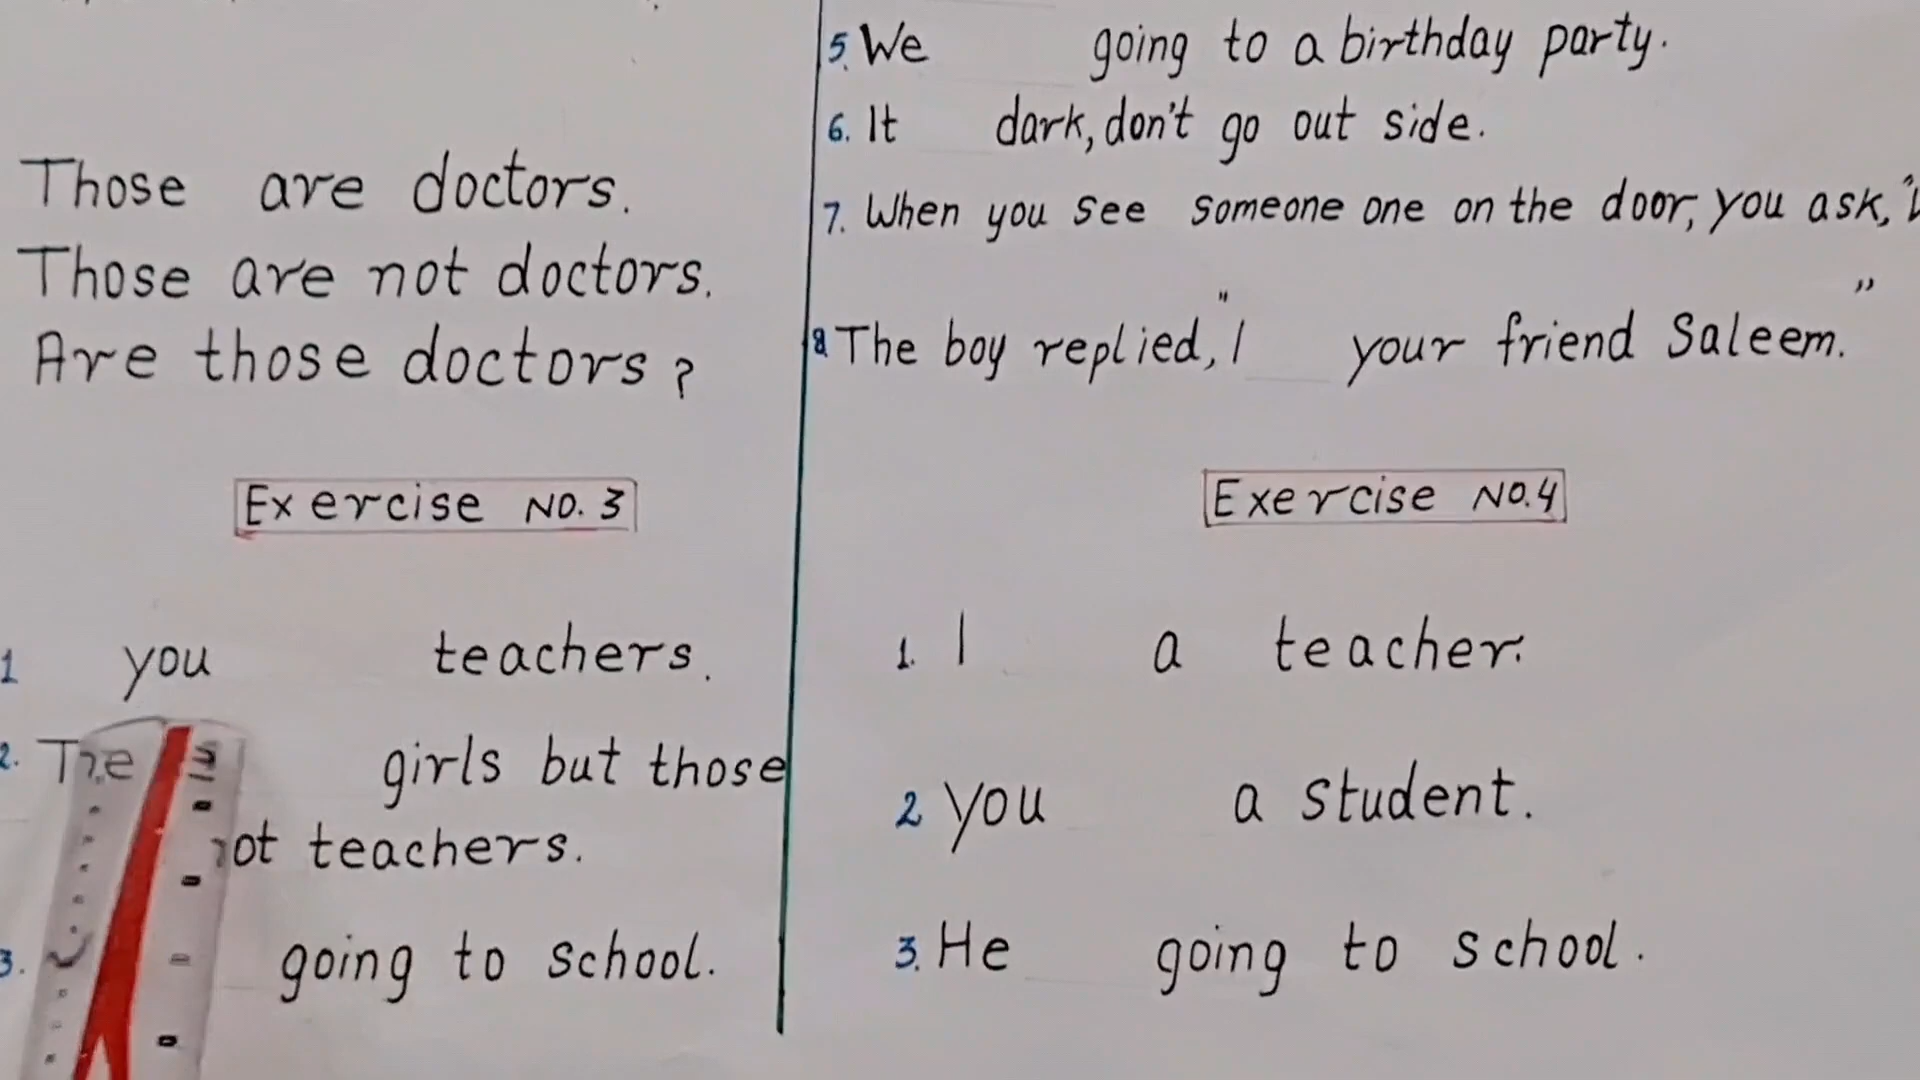 Those are doctors.
Those are not doctors.
Are those doctors?
Exercise NO. 3
1 you teachers.
2. girls but those
not teachers.
3. going to school.
5. We going to a birthday party.
6. It dark, don't go out side.
7. When you see someone one on the door, you ask, "
"
8 The boy replied, "I your friend Saleem.
Exercise NO.4
1. I a teacher.
2 you a student.
3. He going to school.